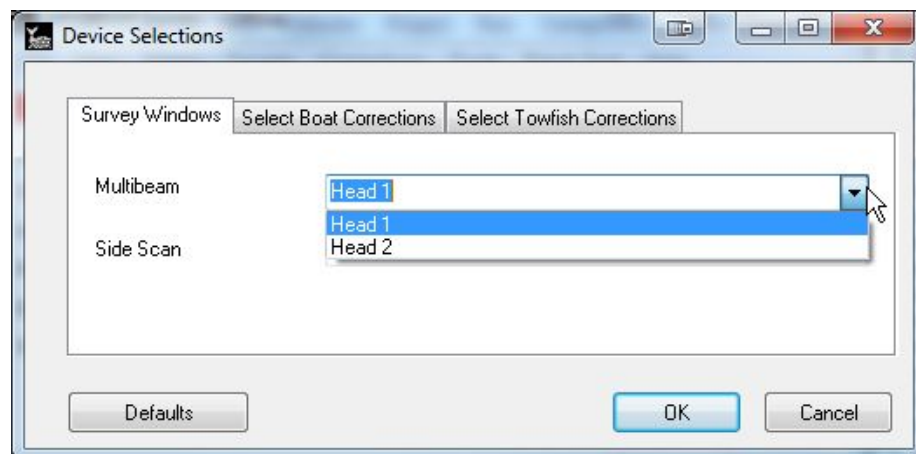 Device Selections
Survey Windows Select Boat Corrections Select Towfish Corrections
Multibeam Head 1
Head 1
Side Scan Head 2
Defaults OK Cancel